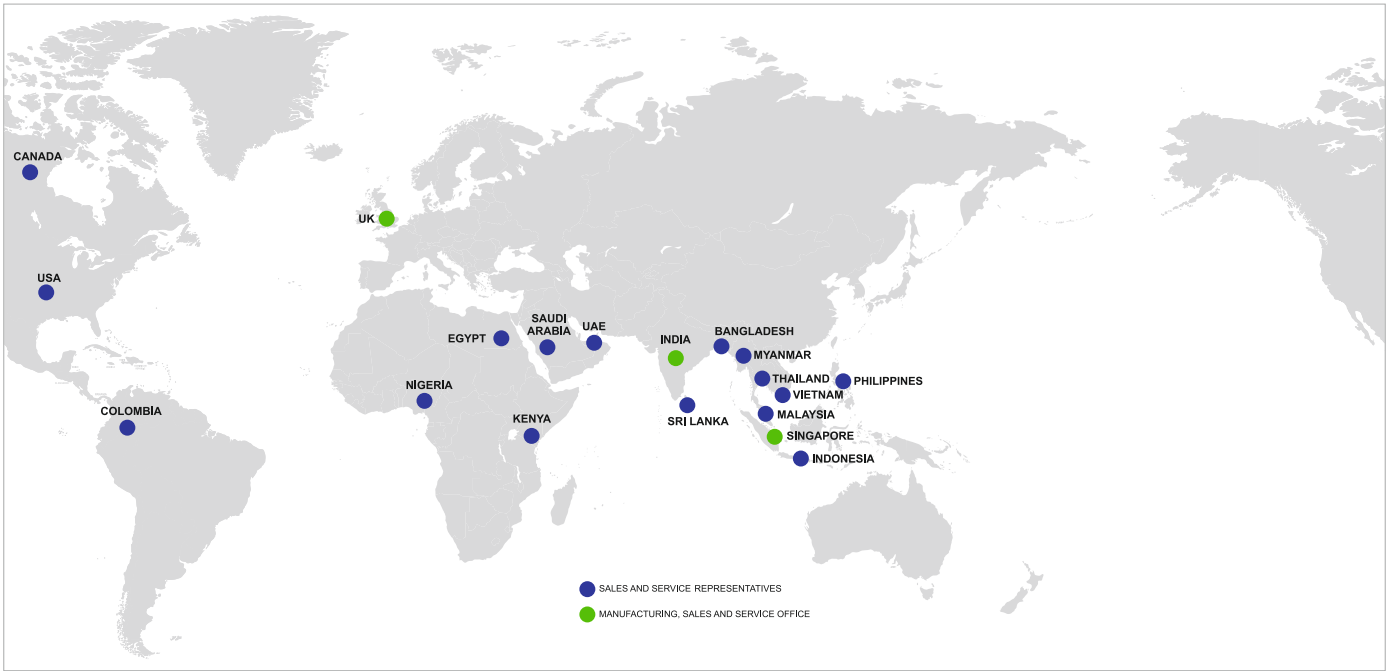 CANADA
UK
USA
SAUDI
ARABIA
UAE
EGYPT
INDIA
BANGLADESH
MYANMAR
THAILAND
PHILIPPINES
NIGERIA
VIETNAM
COLOMBIA
KENYA
SRI LANKA
MALAYSIA
SINGAPORE
INDONESIA
SALES AND SERVICE REPRESENTATIVES
MANUFACTURING, SALES AND SERVICE OFFICE